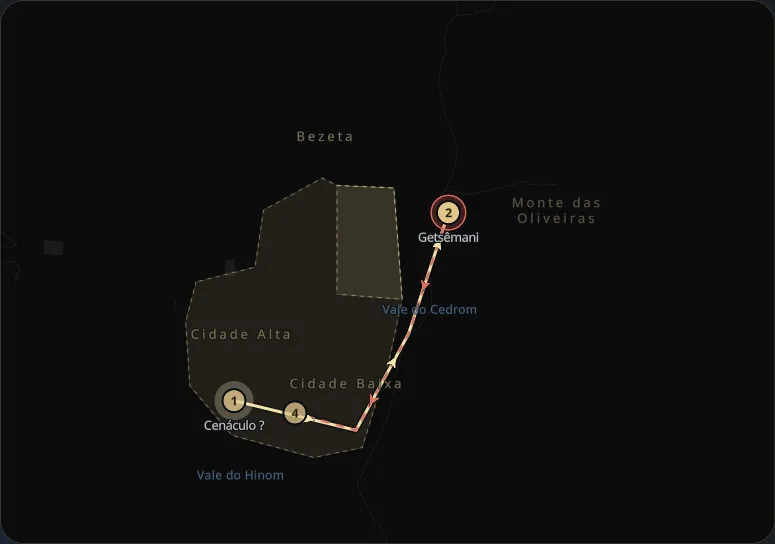 Bezeta
Monte das
Oliveiras
2
Getsêmani
Vale do Cedrom
Cidade Alta
Cidade Baixa
1
4
Cenáculo ?
Vale do Hinom